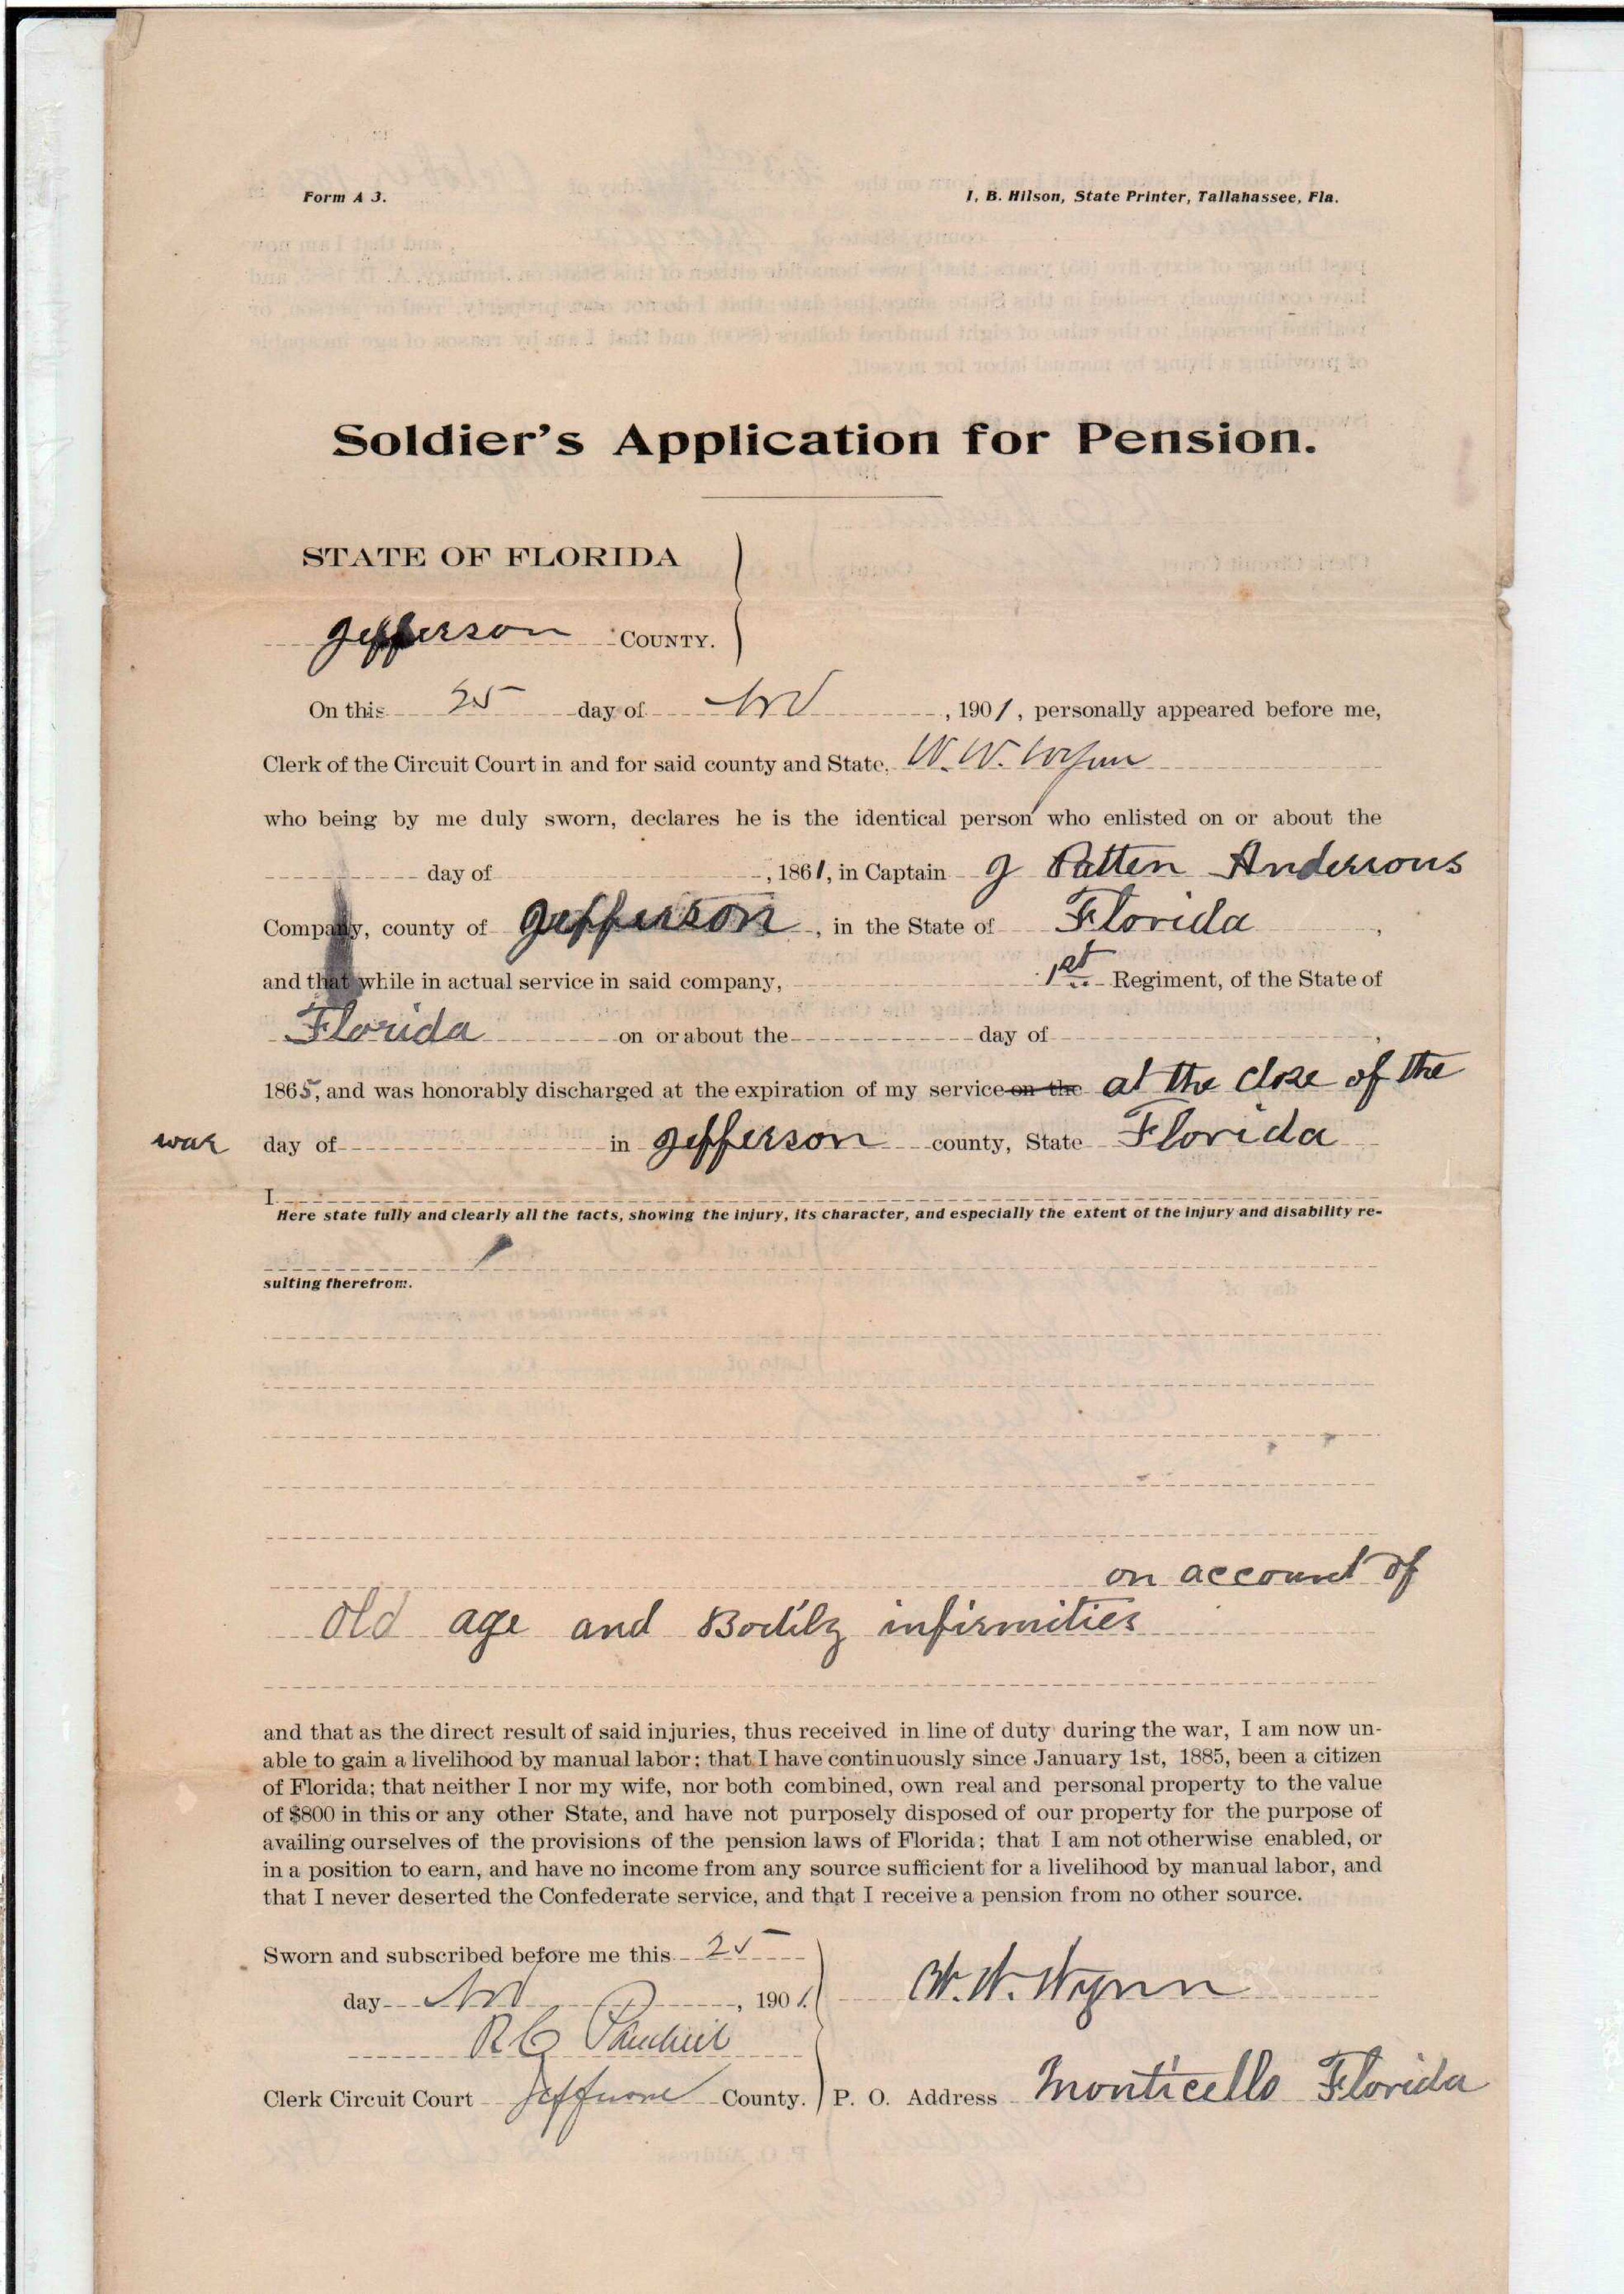 Form A 3.
I. B. Hilson, State Printer, Tallahassee, Fla.
Soldier's Application for Pension.
STATE OF FLORIDA
Jefferson COUNTY.
On this 25 day of Nov , 1901, personally appeared before me,
Clerk of the Circuit Court in and for said county and State, W. W. Wynn
who being by me duly sworn, declares he is the identical person who enlisted on or about the
day of , 1861, in Captain J Patten Andersons
Company, county of Jefferson, in the State of Florida,
and that while in actual service in said company, 1st Regiment, of the State of
Florida on or about the day of ,
1865, and was honorably discharged at the expiration of my service on the at the close of the
war day of in Jefferson county, State Florida
I
Here state fully and clearly all the facts, showing the injury, its character, and especially the extent of the injury and disability re-
sulting therefrom.
on account of
old age and Bodily infirmities
and that as the direct result of said injuries, thus received in line of duty during the war, I am now un-
able to gain a livelihood by manual labor; that I have continuously since January 1st, 1885, been a citizen
of Florida; that neither I nor my wife, nor both combined, own real and personal property to the value
of $800 in this or any other State, and have not purposely disposed of our property for the purpose of
availing ourselves of the provisions of the pension laws of Florida; that I am not otherwise enabled, or
in a position to earn, and have no income from any source sufficient for a livelihood by manual labor, and
that I never deserted the Confederate service, and that I receive a pension from no other source.
Sworn and subscribed before me this 25
day Nov , 1901.
W. W. Wynn
R C
Clerk Circuit Court Jefferson County.
P. O. Address Monticello Florida